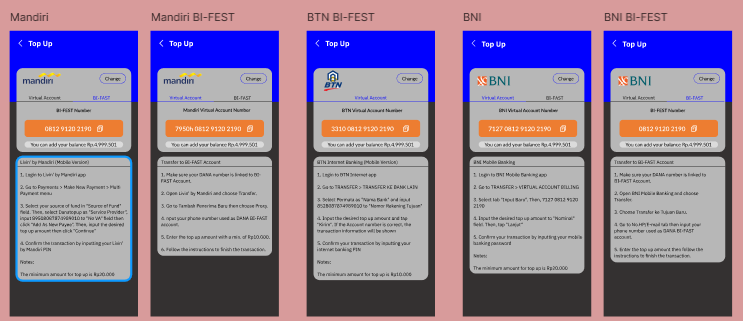 Mandiri
Top Up
mandiri
Change
Virtual Account
BI-FAST
BI-FEST Number
0812 9120 2190
You can add your balance Rp.4.999.501
Livin' by Mandiri (Mobile Version)
1. Login to Livin' by Mandiri app
2. Go to Payments > Make New Payment > Multi
Payment menu
3. Select your source of fund in "Source of Fund"
field. Then, select Danatopup at "Service Provider",
input 89508087874989010 to "No VA" field then
click "Add As New Payee". Then, input the desired
top up amount then click "Continue"
4. Confirm the transaction by inputting your Livin'
by Mandiri PIN
Notes:
The minimum amount for top up is Rp20.000
Mandiri BI-FEST
Top Up
mandiri
Change
Virtual Account
BI-FAST
Mandiri Virtual Account Number
7950h 0812 9120 2190
You can add your balance Rp.4.999.501
Transfer to BI-FAST Account
1. Make sure your DANA number is linked to BI-
FAST Account.
2. Open Livin' by Mandiri and choose Transfer.
3. Go to Tambah Penerima Baru then choose Proxy.
4. nput your phone number used as DANA BI-FAST
account.
5. Enter the top up amount with a min. of Rp10.000.
6. Follow the instructions to finish the transaction.
BTN BI-FEST
Top Up
BTN
Change
Virtual Account
BTN Virtual Account Number
3310 0812 9120 2190
You can add your balance Rp.4.999.501
BTN Internet Banking (Mobile Version)
1. Login to BTN Internet app
2. Go to TRANSFER > TRANSFER KE BANK LAIN
3. Select Permata as "Nama Bank" and input
to "Nomor Rekening Tujuan"
4. Input the desired top up amount and tap
"Kirim". If the Account number is correct, the
transaction information will be shown
5. Confirm your transaction by inputting your
internet banking PIN
Notes:
The minimum amount for top up is Rp10.000
BNI
Top Up
BNI
Change
Virtual Account
BI-FAST
BNI Virtual Account Number
7127 0812 9120 2190
You can add your balance Rp.4.999.501
BNI Mobile Banking
1. Login to BNI Mobile Banking app
2. Go to TRANSFER > VIRTUAL ACCOUNT BILLING
3. Select tab "Input Baru". Then, 7127 0812 9120
2190
3. Input the desired top up amount to "Nominal"
field. Then, tap "Lanjut"
5. Confirm your transaction by inputting your mobile
banking password
Notes:
The minimum amount for top up is Rp20.000
BNI BI-FEST
Top Up
BNI
Change
Virtual Account
BI-FAST
BI-FEST Number
0812 9120 2190
You can add your balance Rp.4.999.501
Transfer to BI-FAST Account
1. Make sure your DANA number is linked to
BI-FAST Account.
2. Open BNI Mobile Banking and choose
Transfer.
3. Choose Transfer ke Tujuan Baru.
4. Go to No HP/E-mail tab then input your
phone number used as DANA BI-FAST
account.
5. Enter the top up amount then follow the
instructions to finish the transaction.